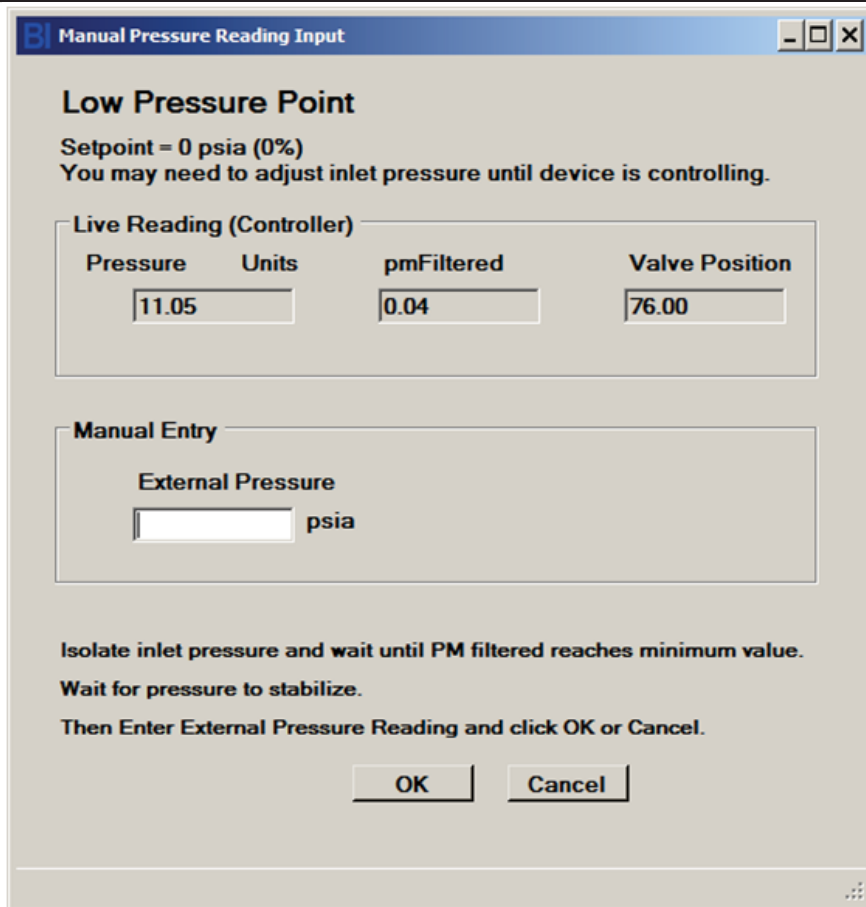 BI Manual Pressure Reading Input
Low Pressure Point
Setpoint = 0 psia (0%)
You may need to adjust inlet pressure until device is controlling.
Live Reading (Controller)
Pressure Units pmFiltered Valve Position
11.05 0.04 76.00
Manual Entry
External Pressure
psia
Isolate inlet pressure and wait until PM filtered reaches minimum value.
Wait for pressure to stabilize.
Then Enter External Pressure Reading and click OK or Cancel.
OK Cancel